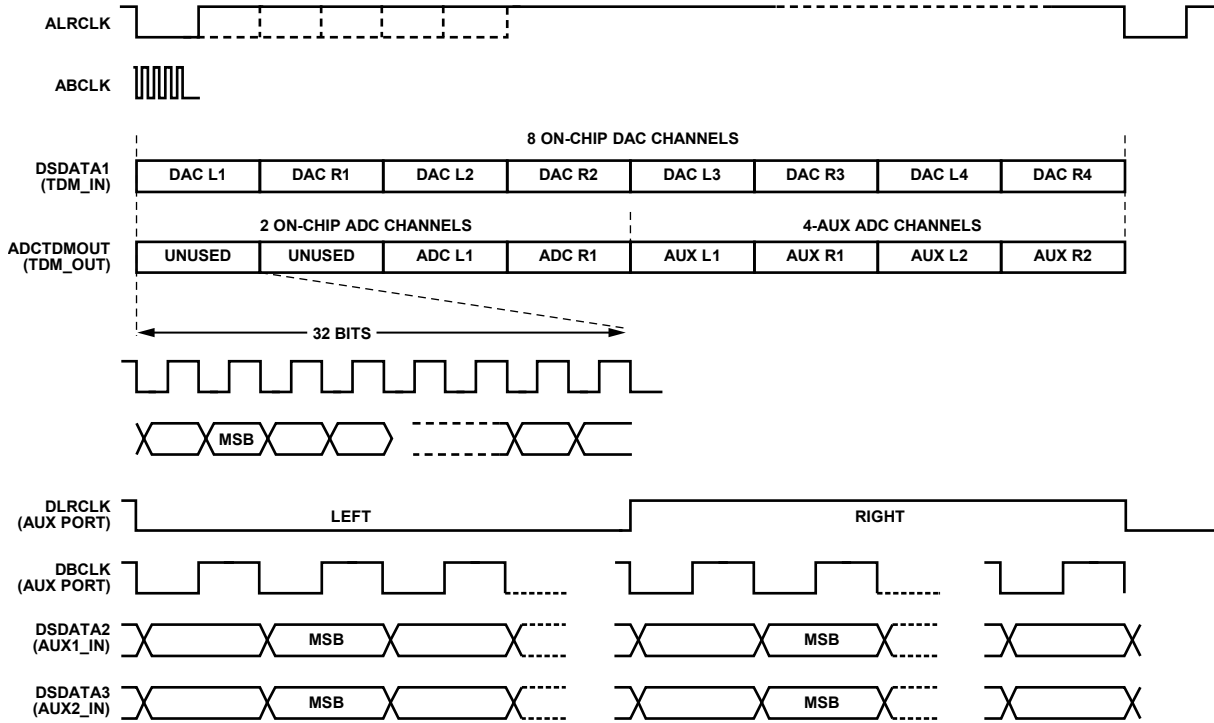 ALRCLK
ABCLK
8 ON-CHIP DAC CHANNELS
DSDATA1
(TDM_IN)
DAC L1 DAC R1 DAC L2 DAC R2 DAC L3 DAC R3 DAC L4 DAC R4
2 ON-CHIP ADC CHANNELS 4-AUX ADC CHANNELS
ADCTDMOUT
(TDM_OUT)
UNUSED UNUSED ADC L1 ADC R1 AUX L1 AUX R1 AUX L2 AUX R2
32 BITS
MSB
DLRCLK
(AUX PORT)
LEFT RIGHT
DBCLK
(AUX PORT)
DSDATA2
(AUX1_IN)
MSB MSB
DSDATA3
(AUX2_IN)
MSB MSB